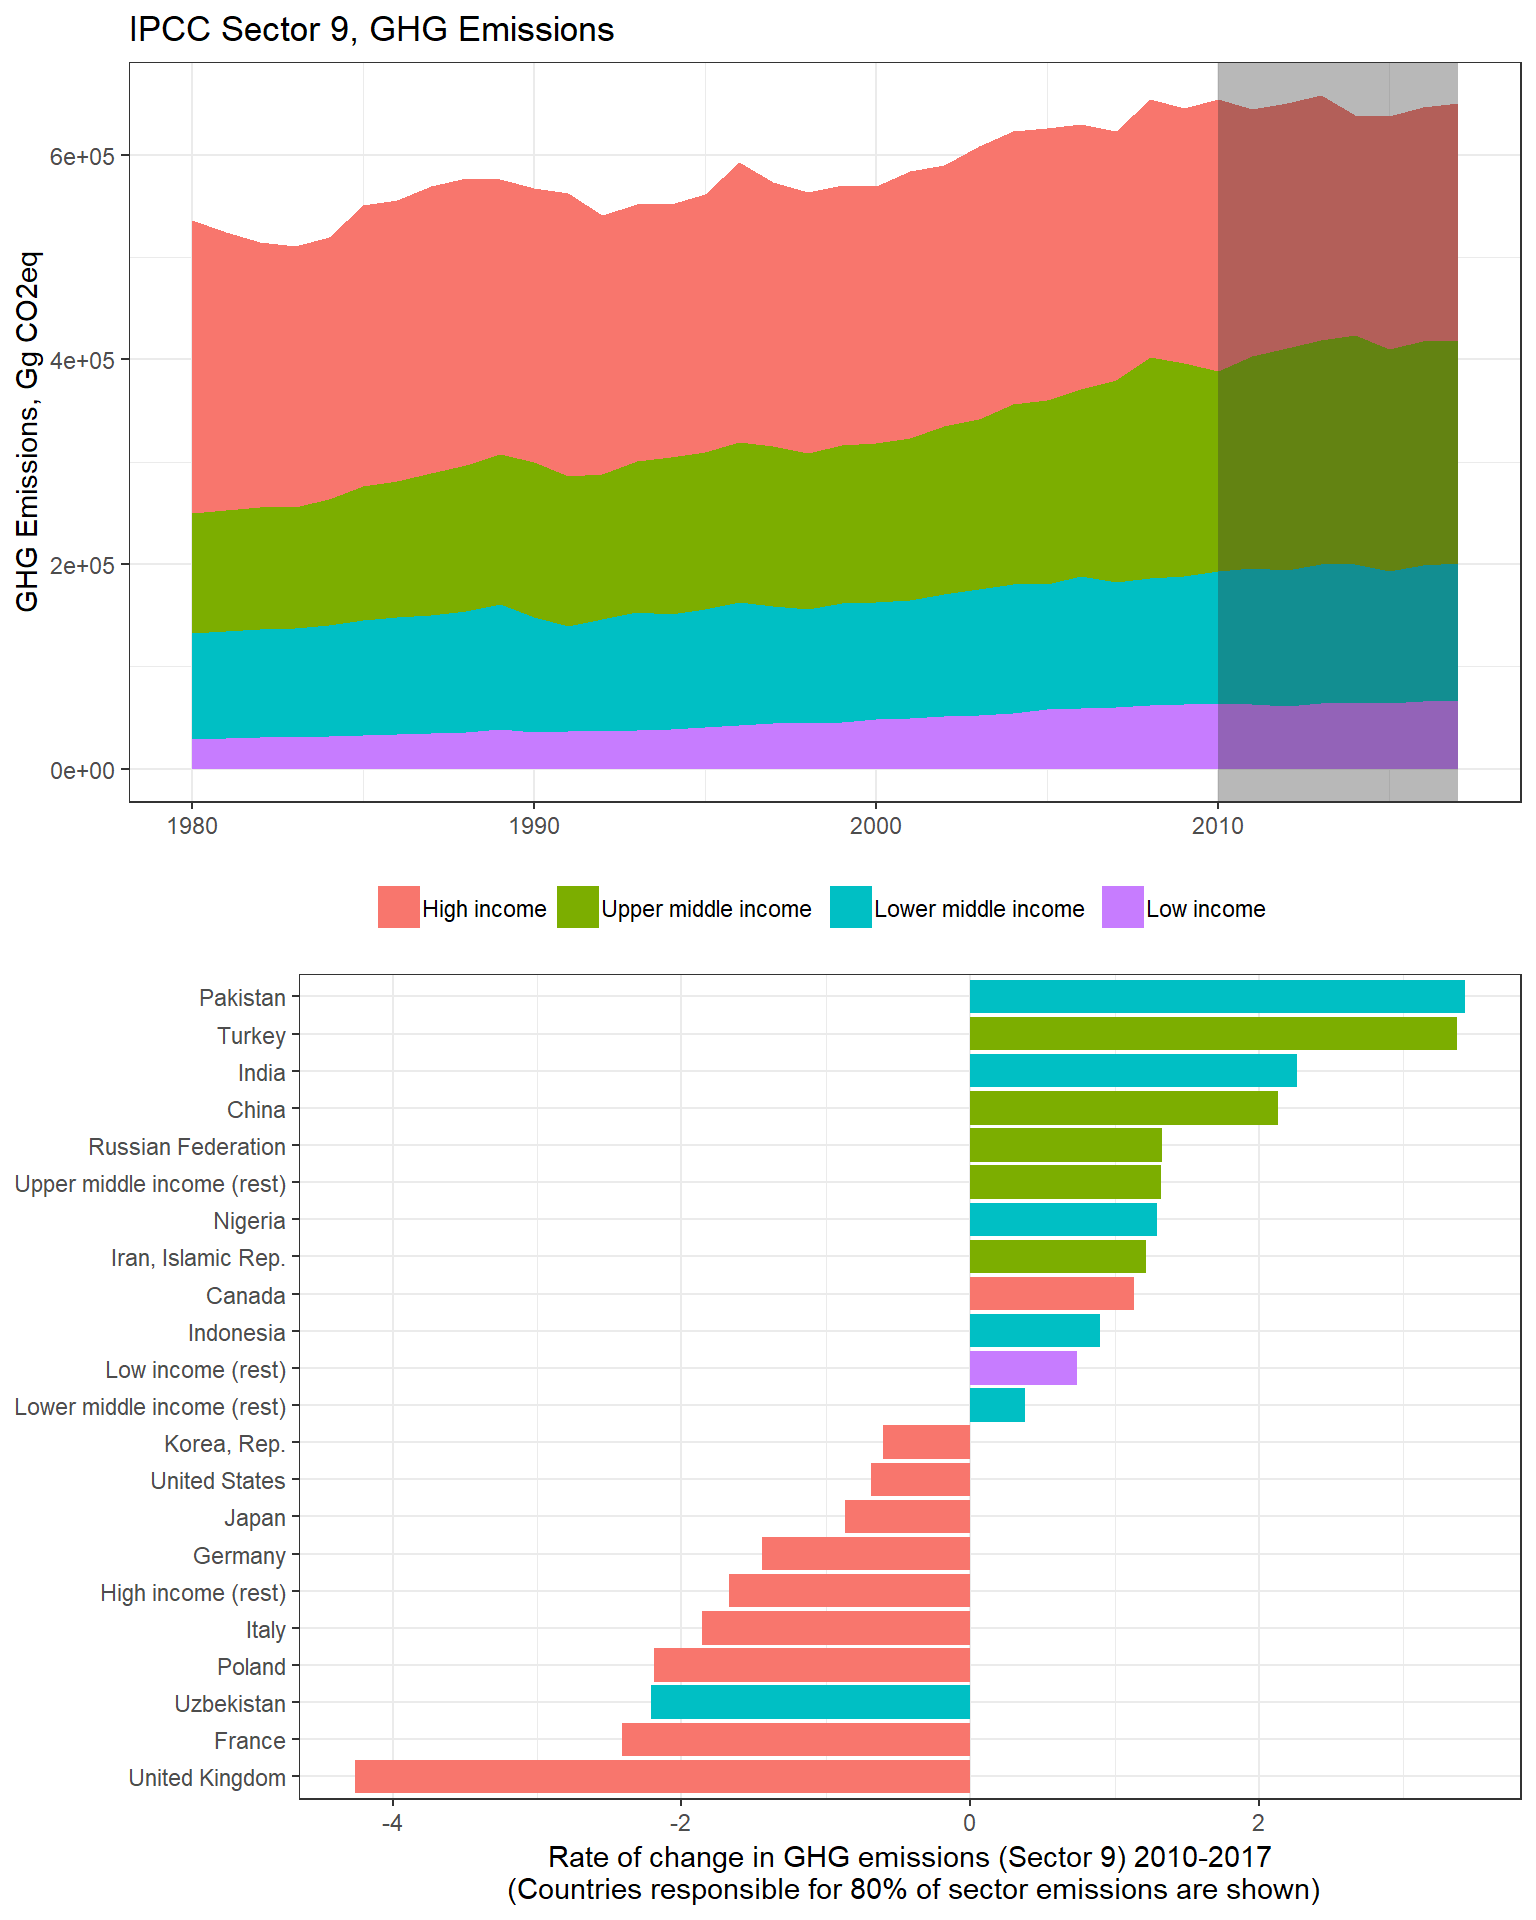 IPCC Sector 9, GHG Emissions
GHG Emissions, Gg CO2eq
6e+05
4e+05
2e+05
0e+00
1980 1990 2000 2010
High income Upper middle income Lower middle income Low income
Pakistan
Turkey
India
China
Russian Federation
Upper middle income (rest)
Nigeria
Iran, Islamic Rep.
Canada
Indonesia
Low income (rest)
Lower middle income (rest)
Korea, Rep.
United States
Japan
Germany
High income (rest)
Italy
Poland
Uzbekistan
France
United Kingdom
-4 -2 0 2
Rate of change in GHG emissions (Sector 9) 2010-2017
(Countries responsible for 80% of sector emissions are shown)